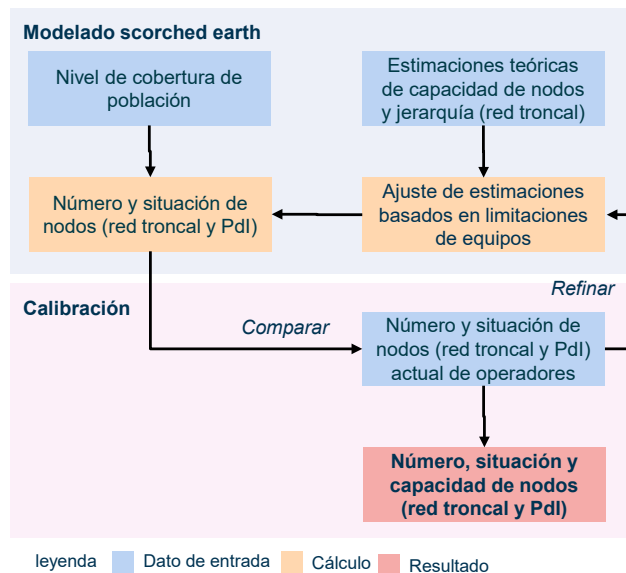 Modelado scorched earth
Nivel de cobertura de
población
Estimaciones teóricas
de capacidad de nodos
y jerarquía (red troncal)
Número y situación de
nodos (red troncal y PdI)
Ajuste de estimaciones
basados en limitaciones
de equipos
Refinar
Calibración
Comparar
Número y situación de
nodos (red troncal y PdI)
actual de operadores
Número, situación y
capacidad de nodos
(red troncal y PdI)
leyenda Dato de entrada Cálculo Resultado